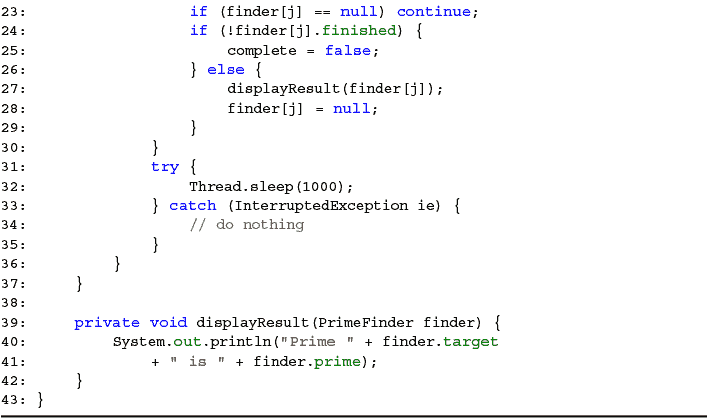 23:                if (finder[j] == null) continue;
24:                if (!finder[j].finished) {
25:                    complete = false;
26:                } else {
27:                    displayResult(finder[j]);
28:                    finder[j] = null;
29:                }
30:            }
31:            try {
32:                Thread.sleep(1000);
33:            } catch (InterruptedException ie) {
34:                // do nothing
35:            }
36:        }
37:    }
38:
39:    private void displayResult(PrimeFinder finder) {
40:        System.out.println("Prime " + finder.target
41:            + " is " + finder.prime);
42:    }
43: }